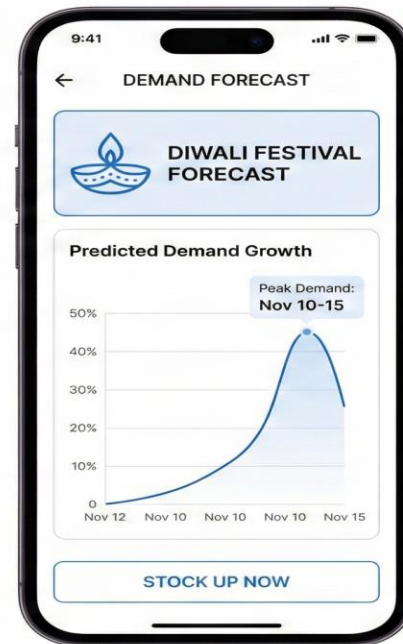 9:41
DEMAND FORECAST
DIWALI FESTIVAL
FORECAST
Predicted Demand Growth
Peak Demand:
Nov 10-15
50%
40%
30%
20%
10%
0
Nov 12 Nov 10 Nov 10 Nov 10 Nov 15
STOCK UP NOW